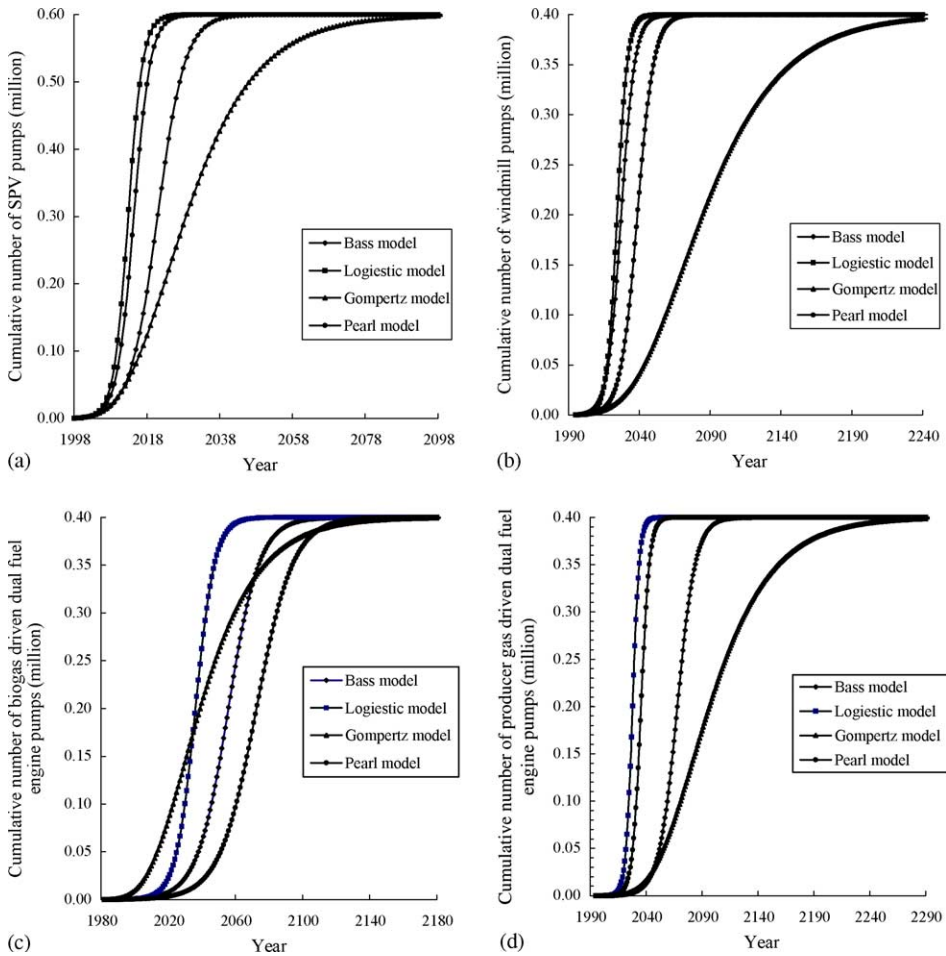 0.60
0.50
0.40
0.30
0.20
0.10
0.00
Cumulative number of SPV pumps (million)
Bass model
Logiestic model
Gompertz model
Pearl model
1998 2018 2038 2058 2078 2098
Year
(a)
0.40
0.35
0.30
0.25
0.20
0.15
0.10
0.05
0.00
Cumulative number of windmill pumps (million)
Bass model
Logiestic model
Gompertz model
Pearl model
1990 2040 2090 2140 2190 2240
Year
(b)
0.40
0.35
0.30
0.25
0.20
0.15
0.10
0.05
0.00
Cumulative number of biogas driven dual fuel
engine pumps (million)
Bass model
Logiestic model
Gompertz model
Pearl model
1980 2020 2060 2100 2140 2180
Year
(c)
0.40
0.35
0.30
0.25
0.20
0.15
0.10
0.05
0.00
Cumulative number of producer gas driven dual fuel
engine pumps (million)
Bass model
Logiestic model
Gompertz model
Pearl model
1990 2040 2090 2140 2190 2240 2290
Year
(d)